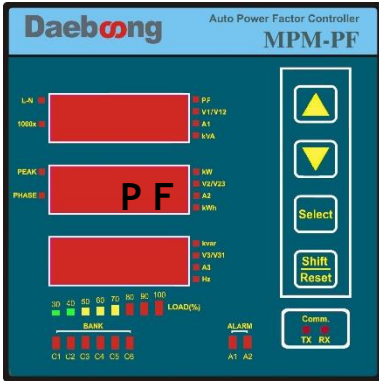 Daeboong
Auto Power Factor Controller
MPM-PF
L-N
1000x
PF
V1/V12
A1
kVA
PEAK
PHASE
P F
kW
V2/V23
A2
kWh
kvar
V3/V31
A3
Hz
30 40 50 60 70 80 90 100
LOAD(%)
BANK
C1 C2 C3 C4 C5 C6
ALARM
A1 A2
Select
Shift
Reset
Comm.
TX RX